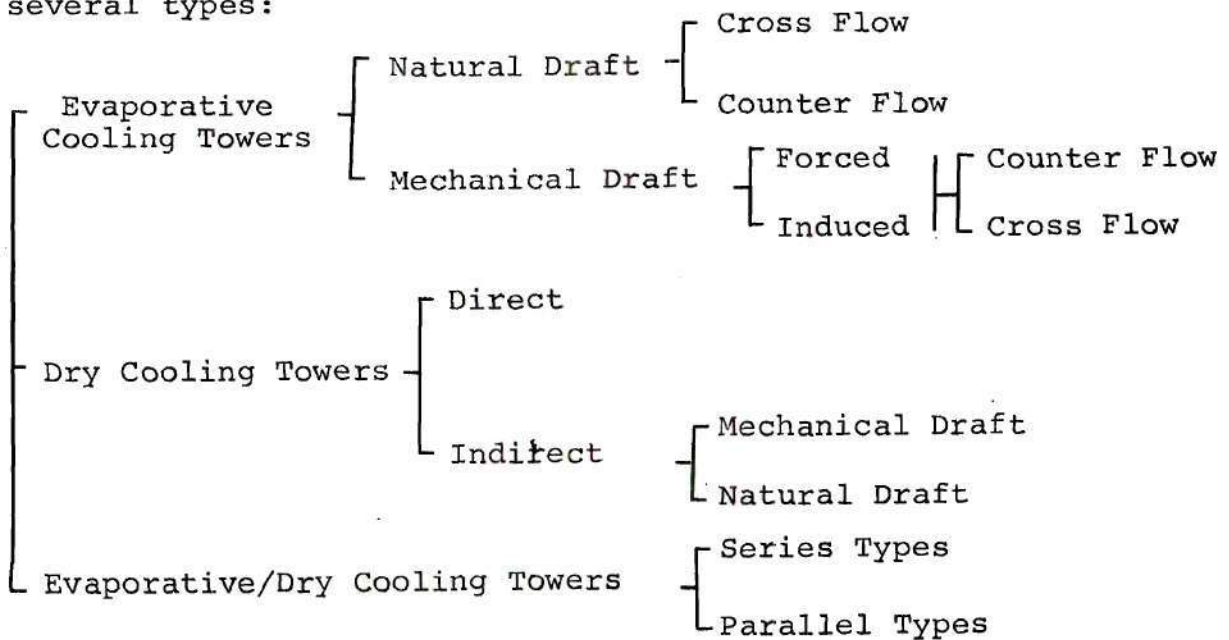 several types:
Cross Flow
Natural Draft
Evaporative
Cooling Towers
Counter Flow
Mechanical Draft
Forced
Counter Flow
Induced
Cross Flow
Direct
Dry Cooling Towers
Indirect
Mechanical Draft
Natural Draft
Evaporative/Dry Cooling Towers
Series Types
Parallel Types